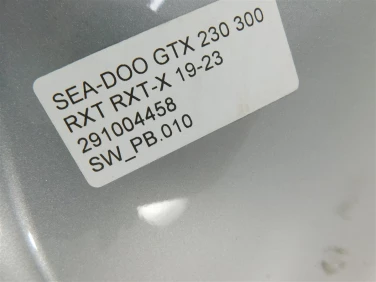 SEA-DOO GTX 230 300
RXT RXT-X 19-23
291004458
SW_PB.010